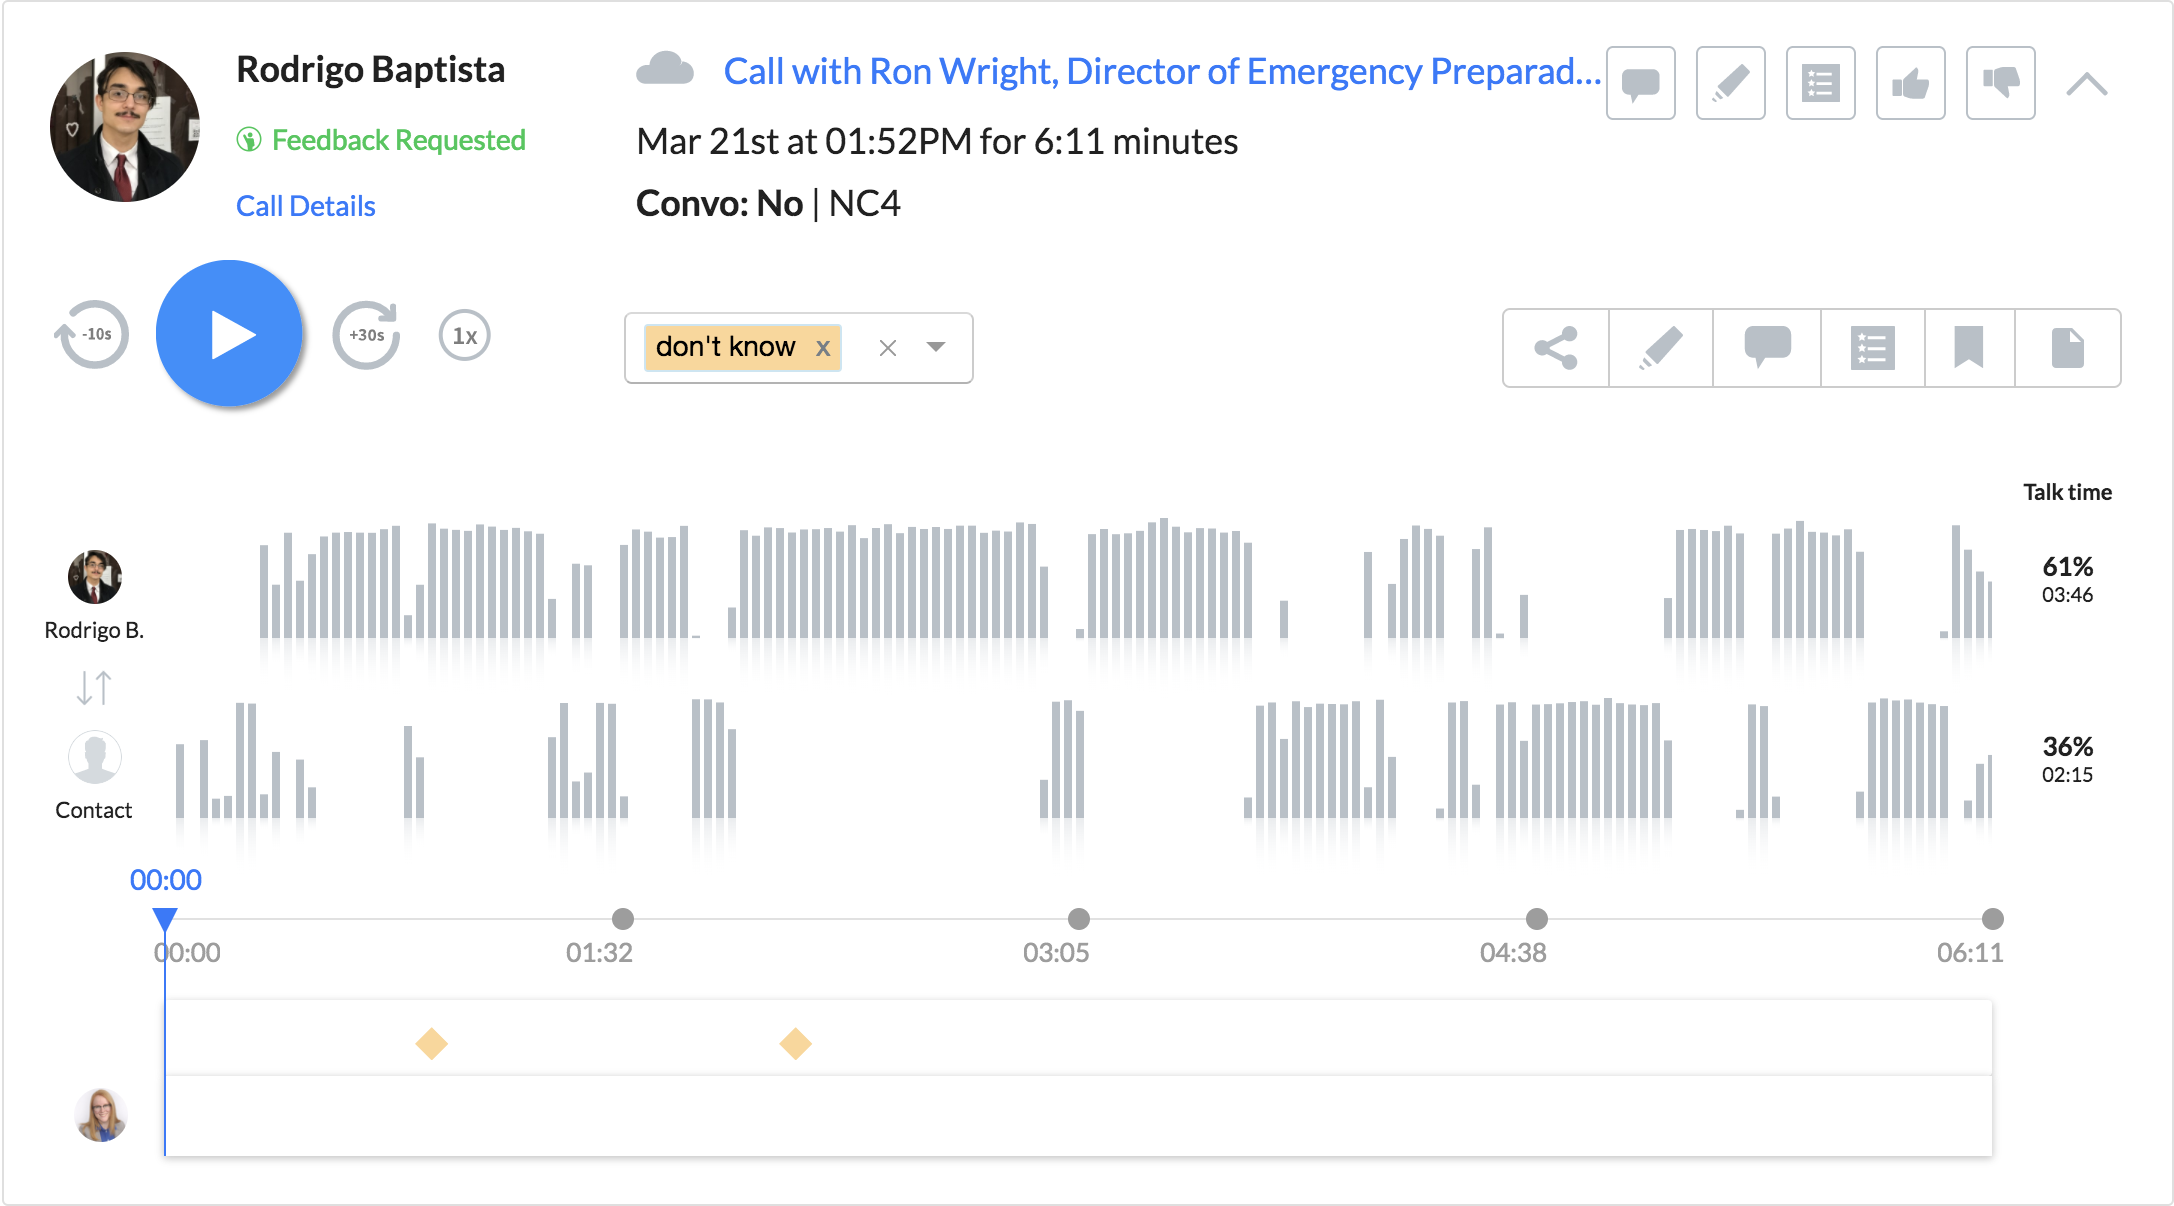 Rodrigo Baptista
Feedback Requested
Call Details
Call with Ron Wright, Director of Emergency Preparad...
Mar 21st at 01:52PM for 6:11 minutes
Convo: No | NC4
-10s
+30s
1x
don't know x
Talk time
Rodrigo B.
61%
03:46
Contact
36%
02:15
00:00
00:00 01:32 03:05 04:38 06:11